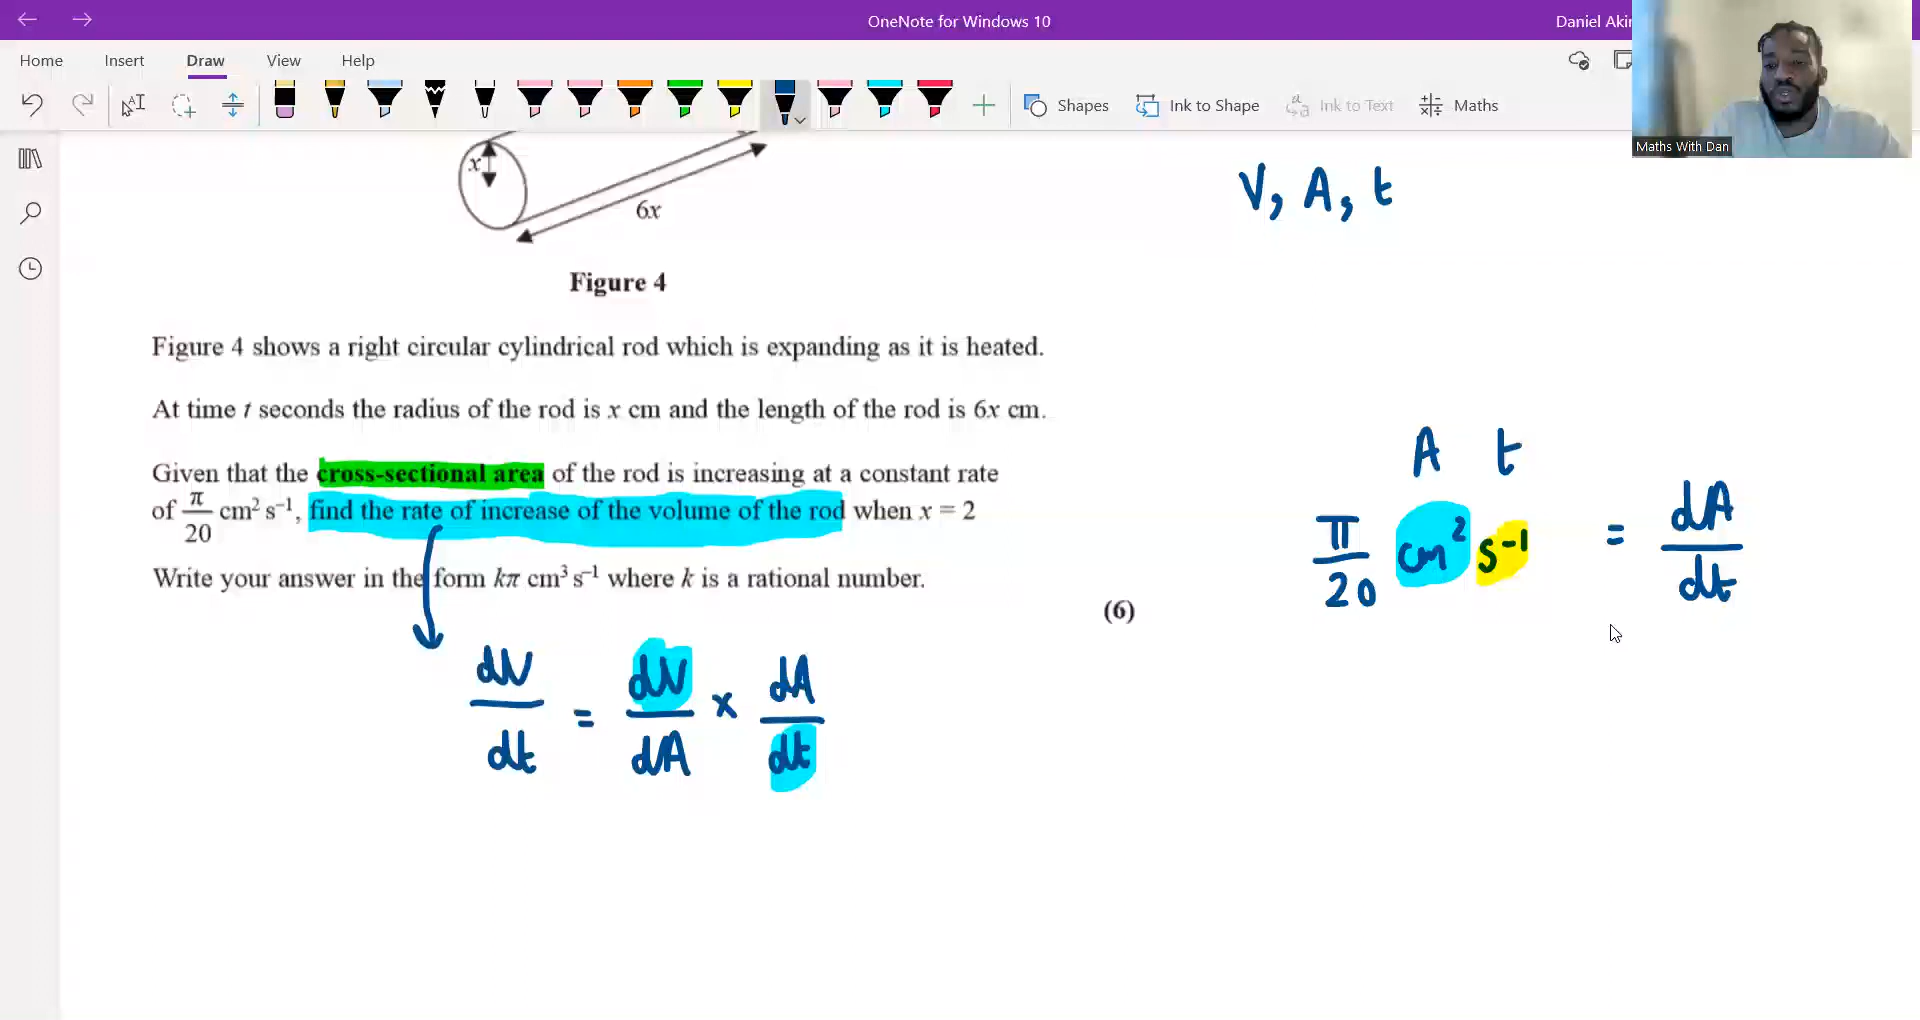 OneNote for Windows 10
Daniel
Home Insert Draw View Help
Shapes Ink to Shape Ink to Text Maths
Maths With Dan
x
6x
V, A, t
Figure 4
Figure 4 shows a right circular cylindrical rod which is expanding as it is heated.
At time t seconds the radius of the rod is x cm and the length of the rod is 6x cm.
Given that the cross-sectional area of the rod is increasing at a constant rate
of π/20 cm² s⁻¹, find the rate of increase of the volume of the rod when x = 2
Write your answer in the form kπ cm³ s⁻¹ where k is a rational number.
(6)
A t
π/20 cm² s⁻¹ = dA/dt
dV/dt = dV/dA × dA/dt